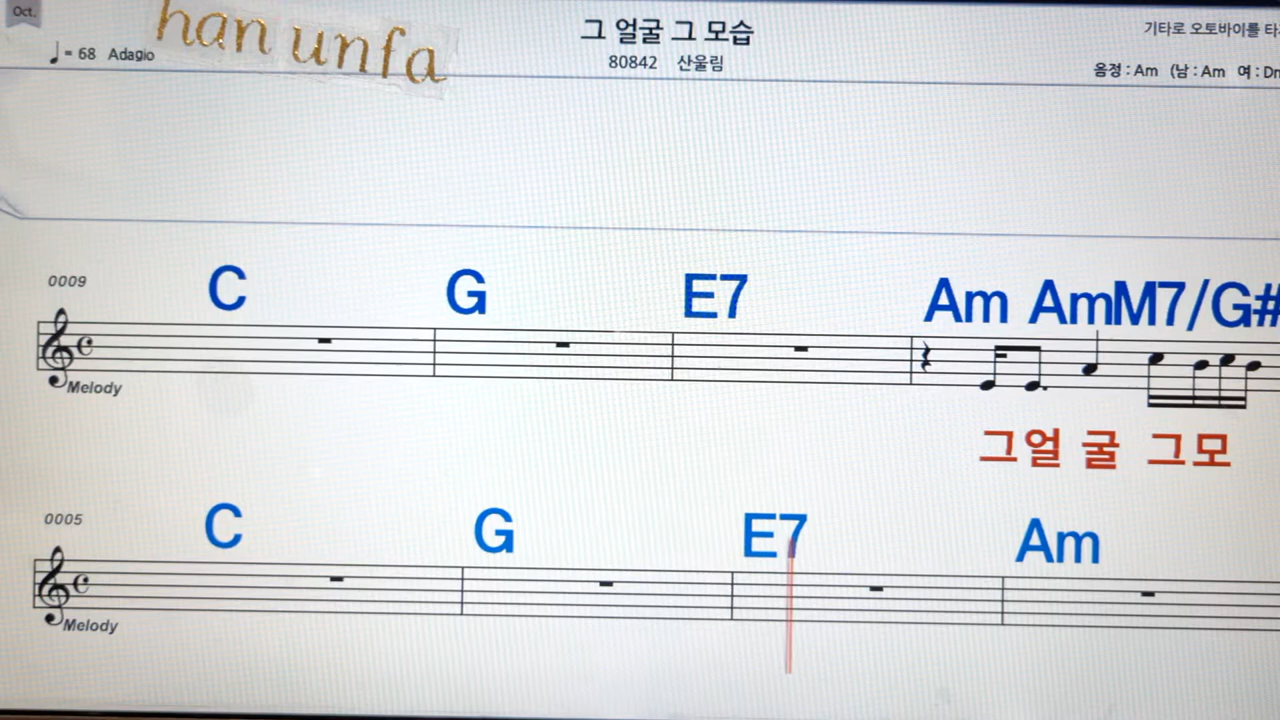 Oct.
han unfa
♩ = 68 Adagio
그 얼굴 그 모습
80842 산울림
기타로 오토바이를 타
음정 : Am (남 : Am 여 : Dm
0009
C G E7 Am AmM7/G#
Melody
그얼 굴 그모
0005
C G E7 Am
Melody